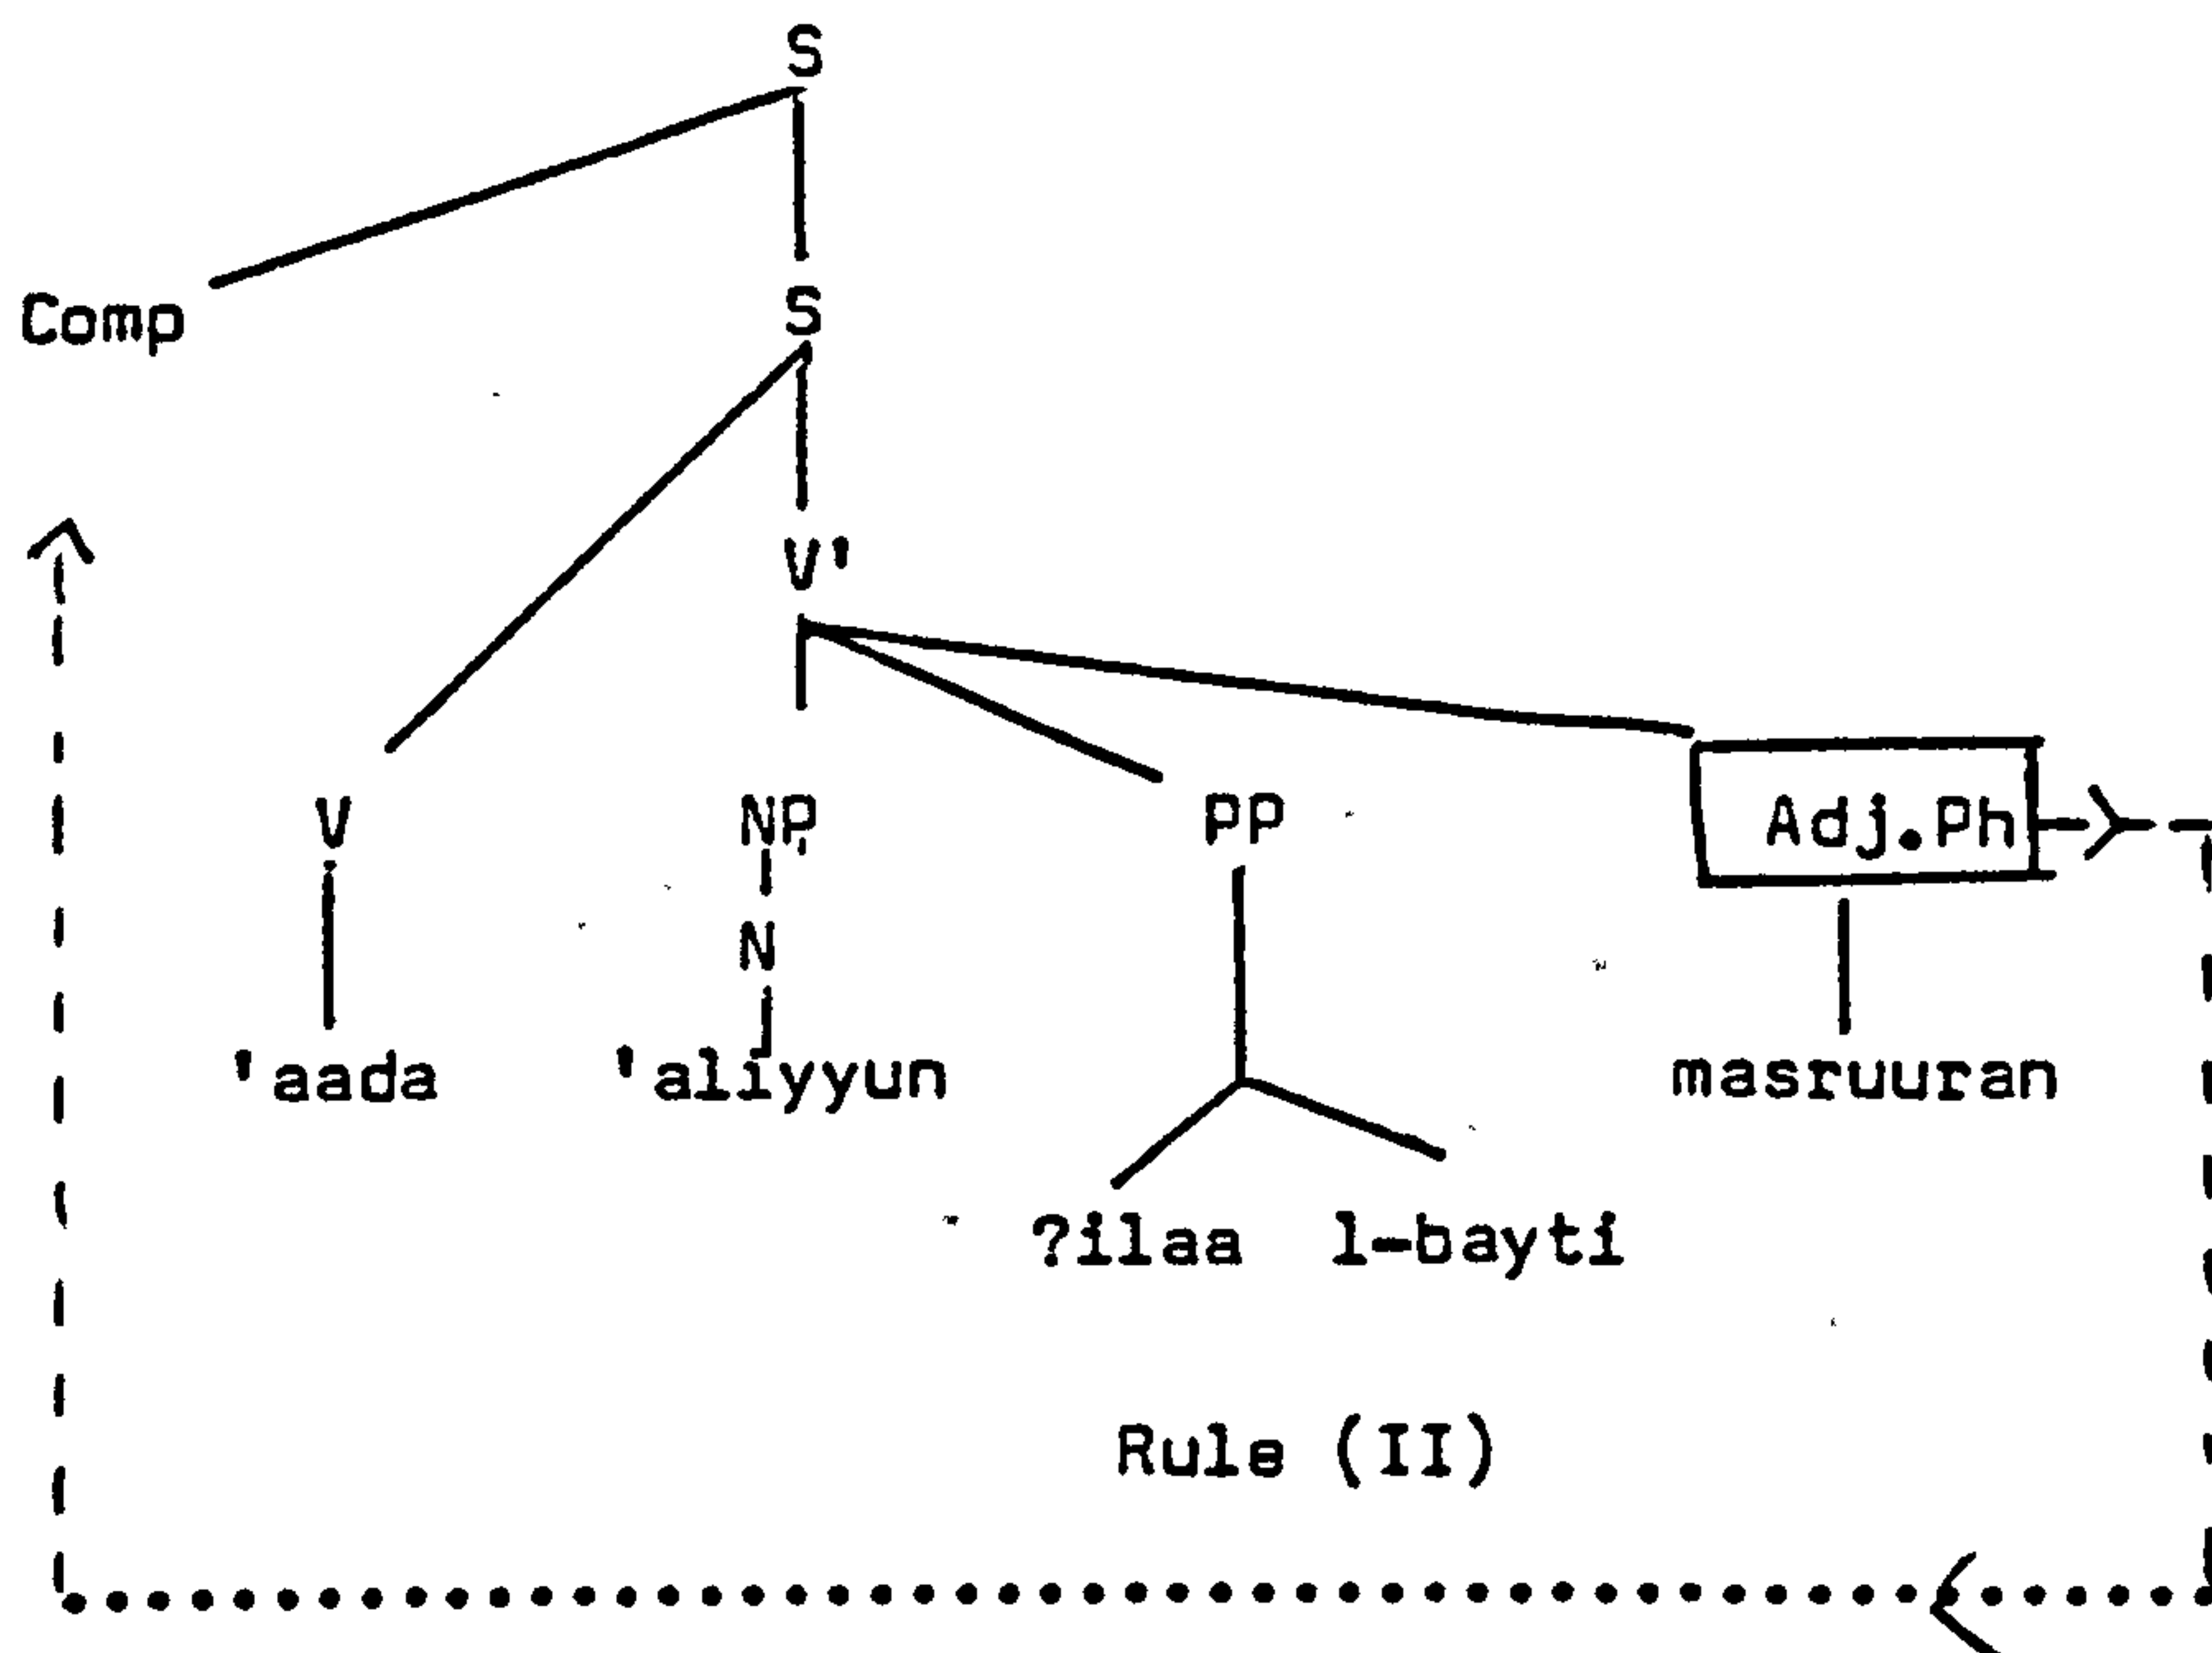 S
Comp
S
V'
V NP PP Adj.Ph
N
'aada 'aliyyun masruuran
?ilaa l-bayti
Rule (II)